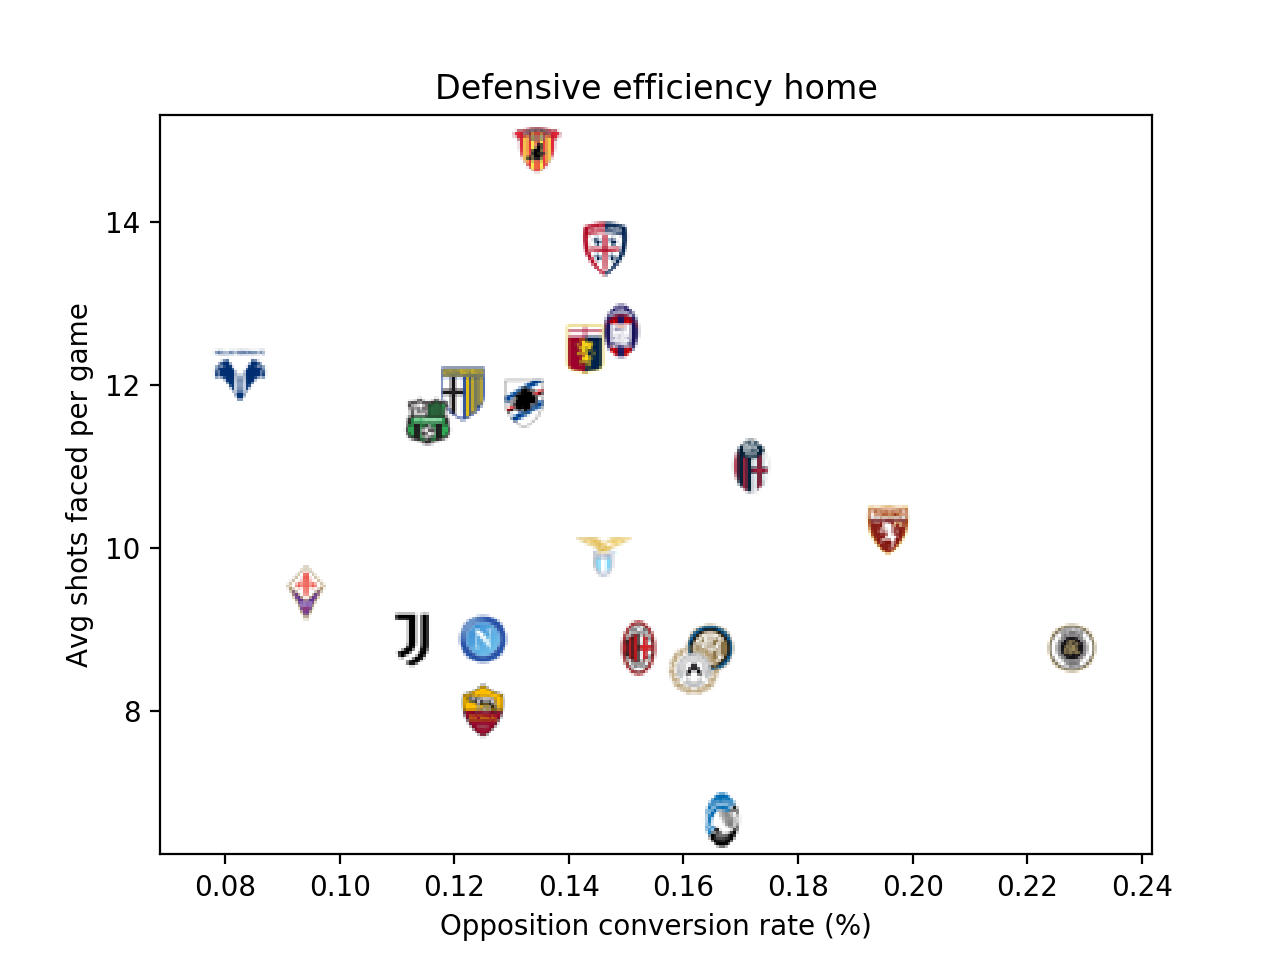 Defensive efficiency home
Avg shots faced per game
14
12
10
8
0.08 0.10 0.12 0.14 0.16 0.18 0.20 0.22 0.24
Opposition conversion rate (%)
N